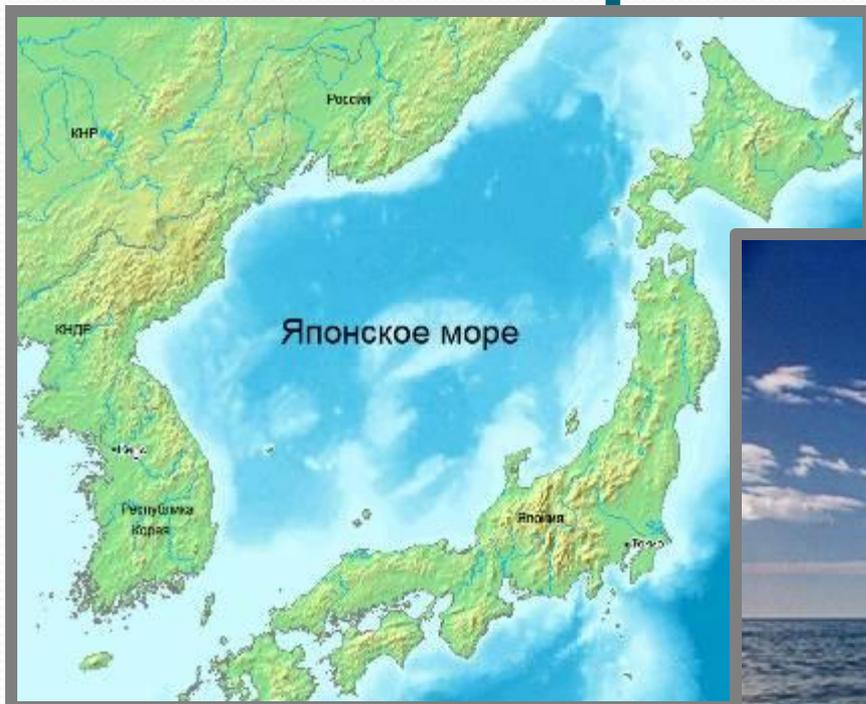 Россия
КНР
Японское море
КНДР
Республика
Корея
Япония
Токио